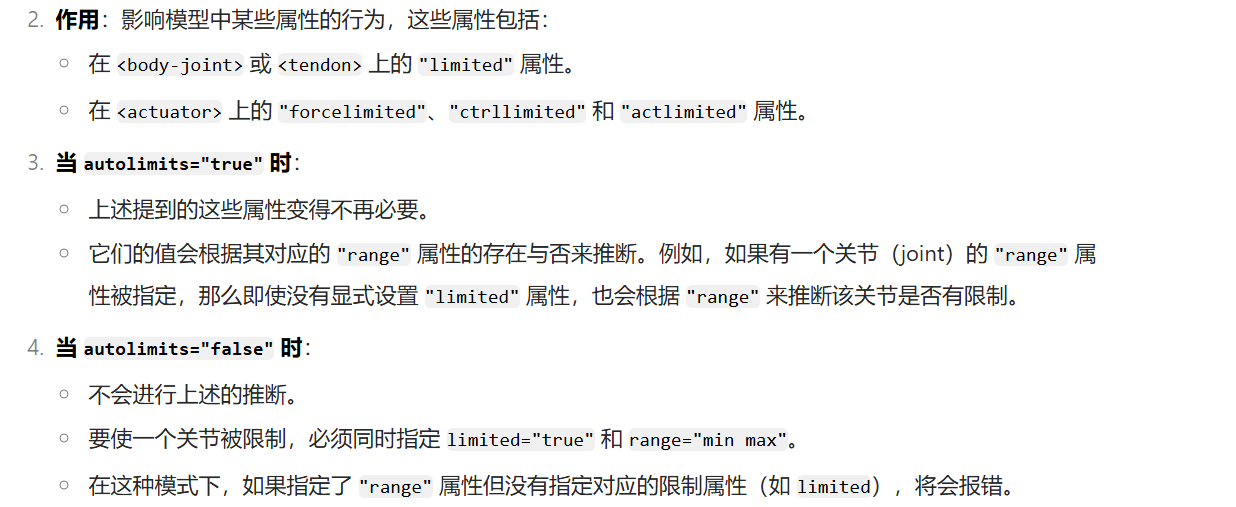 2. 作用：影响模型中某些属性的行为，这些属性包括：
○ 在 <body-joint> 或 <tendon> 上的 "limited" 属性。
○ 在 <actuator> 上的 "forcelimited"、"ctrllimited" 和 "actlimited" 属性。
3. 当 autolimits="true" 时：
○ 上述提到的这些属性变得不再必要。
○ 它们的值会根据其对应的 "range" 属性的存在与否来推断。例如，如果有一个关节（joint）的 "range" 属
性被指定，那么即使没有显式设置 "limited" 属性，也会根据 "range" 来推断该关节是否有限制。
4. 当 autolimits="false" 时：
○ 不会进行上述的推断。
○ 要使一个关节被限制，必须同时指定 limited="true" 和 range="min max"。
○ 在这种模式下，如果指定了 "range" 属性但没有指定对应的限制属性（如 limited），将会报错。